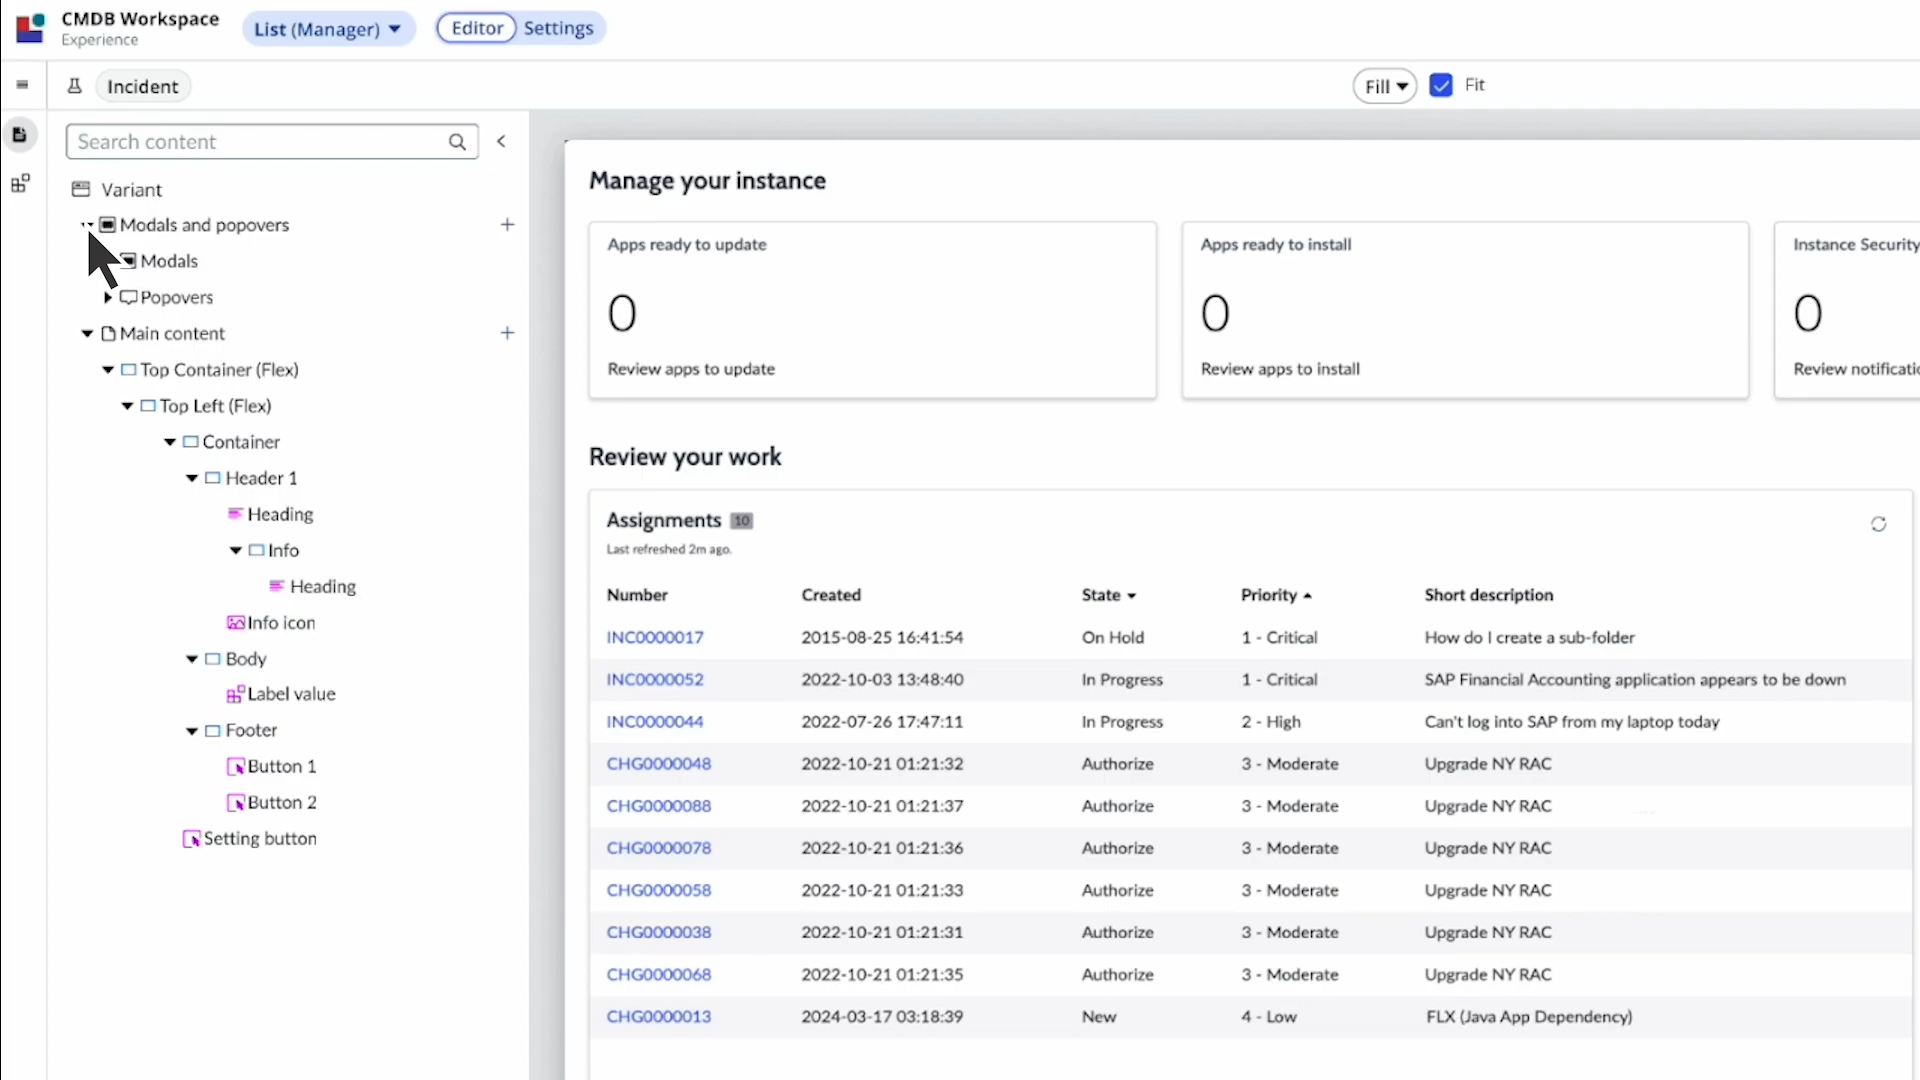 CMDB Workspace
Experience
List (Manager)
Editor
Settings
Incident
Fill
Fit
Search content
Variant
Modals and popovers
Modals
Popovers
Main content
Top Container (Flex)
Top Left (Flex)
Container
Header 1
Heading
Info
Heading
Info icon
Body
Label value
Footer
Button 1
Button 2
Setting button
Manage your instance
Apps ready to update
0
Review apps to update
Apps ready to install
0
Review apps to install
Instance Security
0
Review notificatio
Review your work
Assignments 10
Last refreshed 2m ago.
Number Created State Priority Short description
INC0000017 2015-08-25 16:41:54 On Hold 1 - Critical How do I create a sub-folder
INC0000052 2022-10-03 13:48:40 In Progress 1 - Critical SAP Financial Accounting application appears to be down
INC0000044 2022-07-26 17:47:11 In Progress 2 - High Can't log into SAP from my laptop today
CHG0000048 2022-10-21 01:21:32 Authorize 3 - Moderate Upgrade NY RAC
CHG0000088 2022-10-21 01:21:37 Authorize 3 - Moderate Upgrade NY RAC
CHG0000078 2022-10-21 01:21:36 Authorize 3 - Moderate Upgrade NY RAC
CHG0000058 2022-10-21 01:21:33 Authorize 3 - Moderate Upgrade NY RAC
CHG0000038 2022-10-21 01:21:31 Authorize 3 - Moderate Upgrade NY RAC
CHG0000068 2022-10-21 01:21:35 Authorize 3 - Moderate Upgrade NY RAC
CHG0000013 2024-03-17 03:18:39 New 4 - Low FLX (Java App Dependency)